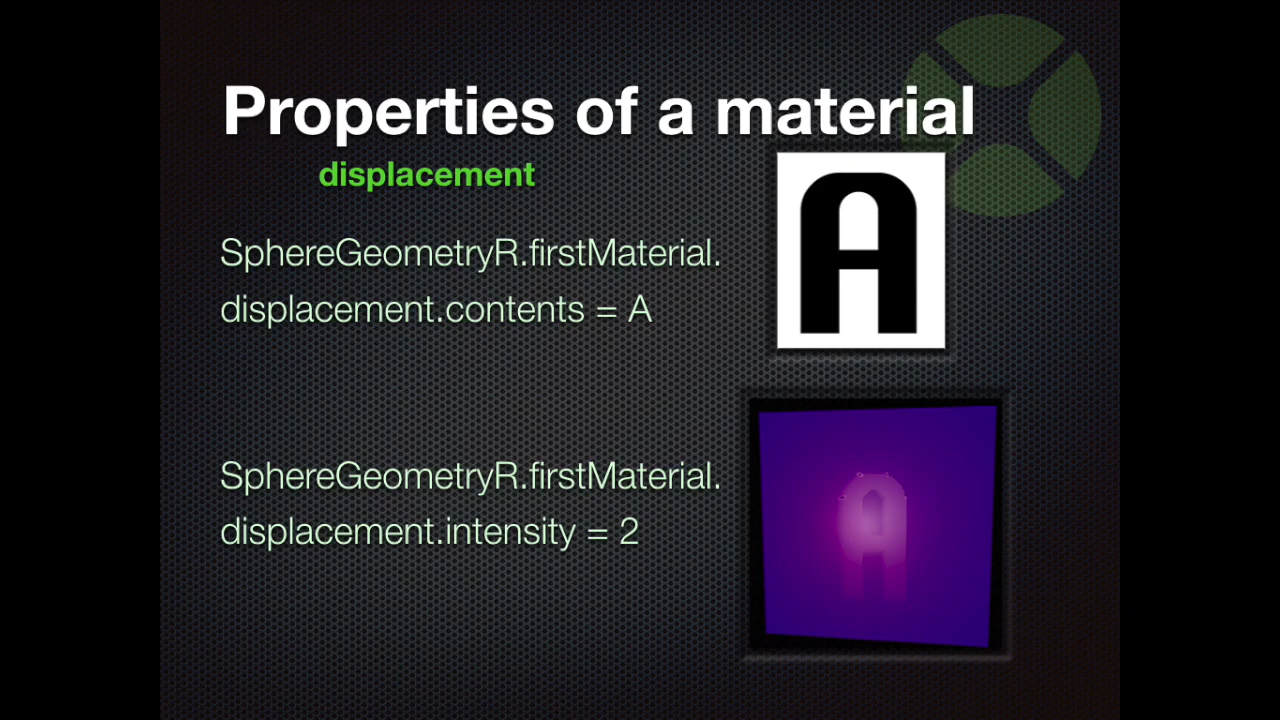 Properties of a material
displacement
SphereGeometryR.firstMaterial.
displacement.contents = A
A
SphereGeometryR.firstMaterial.
displacement.intensity = 2
A